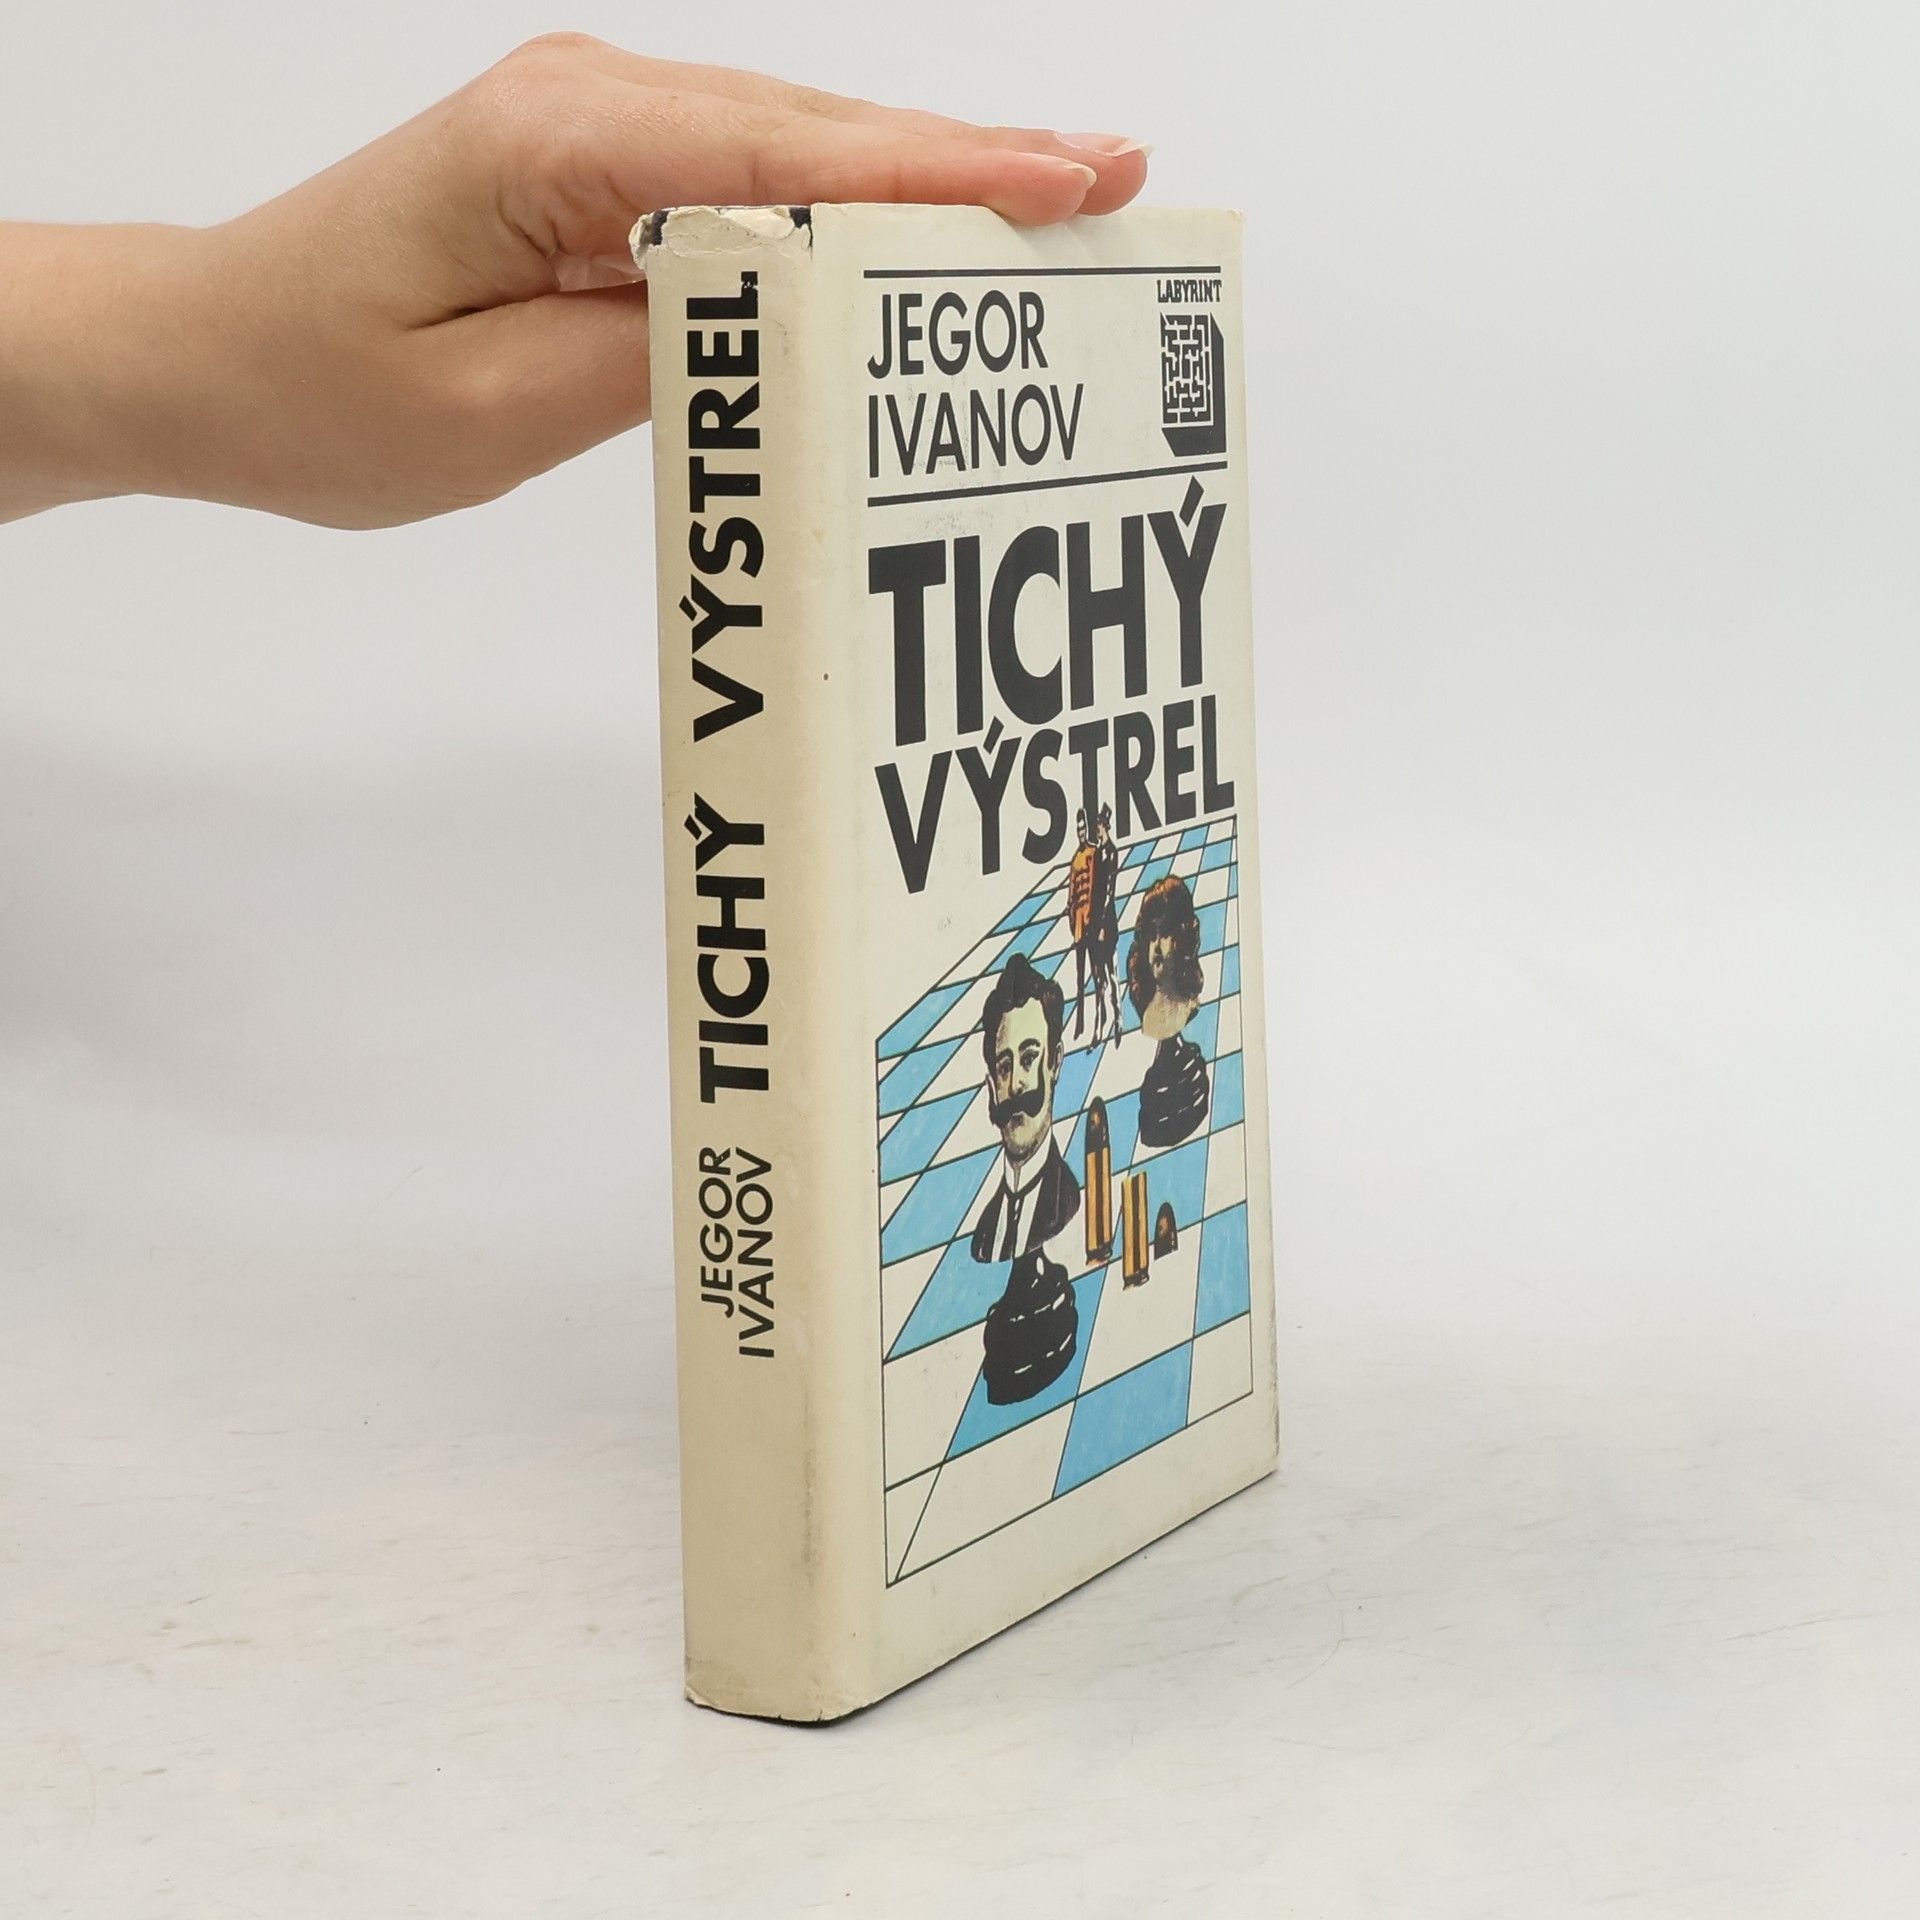 JEGOR
IVANOV
TICHÝ VÝSTREL
JEGOR
IVANOV
LABYRINT
TICHÝ
VÝSTREL